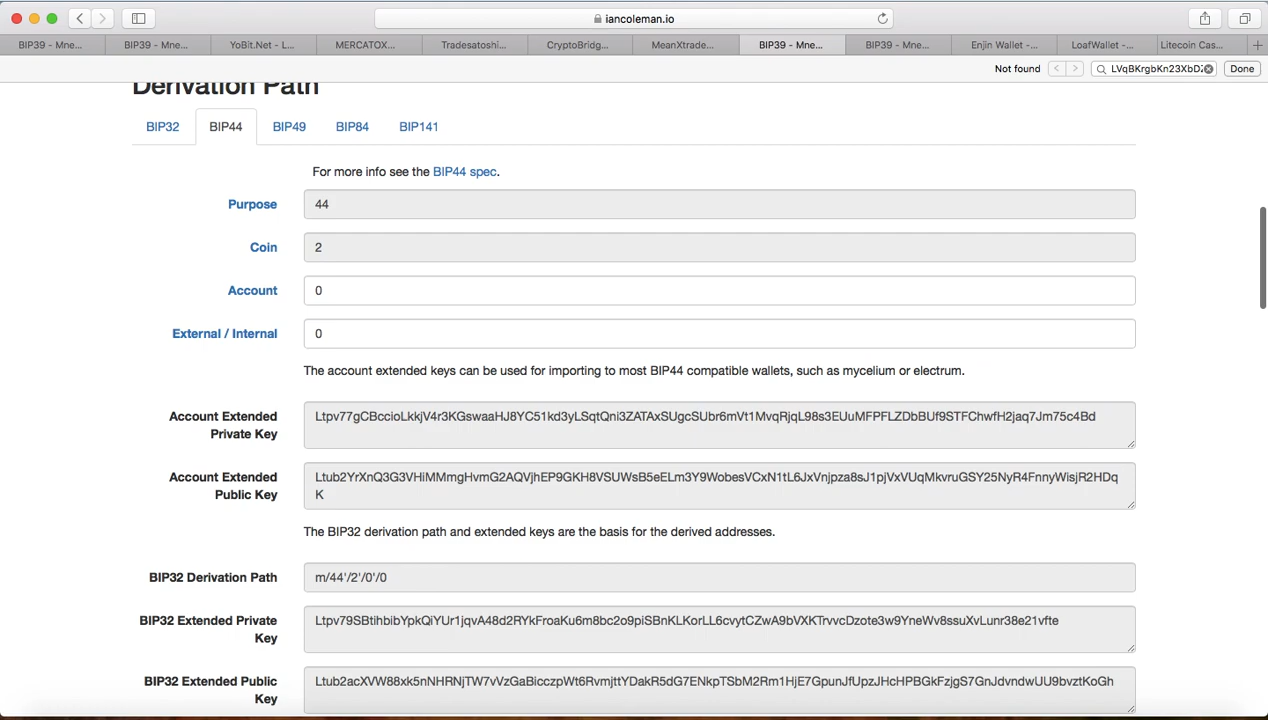 iancoleman.io
BIP39 - Mne...
BIP39 - Mne...
YoBit.Net - L...
MERCATOX...
Tradesatoshi...
CryptoBridg...
MeanXtrade...
BIP39 - Mne...
BIP39 - Mne...
Enjin Wallet -...
LoafWallet -...
Litecoin Cas...
Not found
LVqBKrgbKn23XbD
Done
Derivation Path
BIP32 BIP44 BIP49 BIP84 BIP141
For more info see the BIP44 spec.
Purpose 44
Coin 2
Account 0
External / Internal 0
The account extended keys can be used for importing to most BIP44 compatible wallets, such as mycelium or electrum.
Account Extended Private Key
Ltpv77gCBccioLkkjV4r3KGswaaHJ8YC51kd3yLSqtQni3ZATAxSUgcSUbr6mVt1MvqRjqL98s3EUuMFPFLZDbBUf9STFChwfH2jaq7Jm75c4Bd
Account Extended Public Key
Ltub2YrXnQ3G3VHiMMmgHvmG2AQVjhEP9GKH8VSUWsB5eELm3Y9WobesVCxN1tL6JxVnjpza8sJ1pjVxVUqMkvruGSY25NyR4FnnyWisjR2HDq
K
The BIP32 derivation path and extended keys are the basis for the derived addresses.
BIP32 Derivation Path m/44'/2'/0'/0
BIP32 Extended Private Key
Ltpv79SBtihbibYpkQiYUr1jqvA48d2RYkFroaKu6m8bc2o9piSBnKLKorLL6cvytCZwA9bVXKTrvvcDzote3w9YneWv8ssuXvLunr38e21vfte
BIP32 Extended Public Key
Ltub2acXVW88xk5nNHRNjTW7vVzGaBicczpWt6RvmjttYDakR5dG7ENkpTSbM2Rm1HjE7GpunJfUpzJHcHPBGkFzjgS7GnJdvndwUU9bvztKoGh